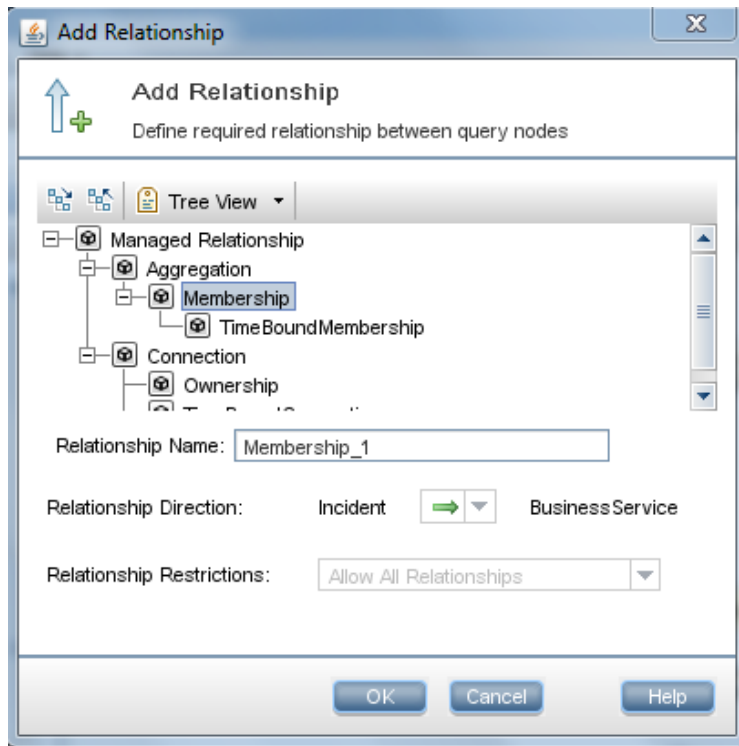 Add Relationship
Add Relationship
Define required relationship between query nodes
Tree View
Managed Relationship
Aggregation
Membership
TimeBoundMembership
Connection
Ownership
Relationship Name: Membership_1
Relationship Direction: Incident BusinessService
Relationship Restrictions: Allow All Relationships
OK Cancel Help